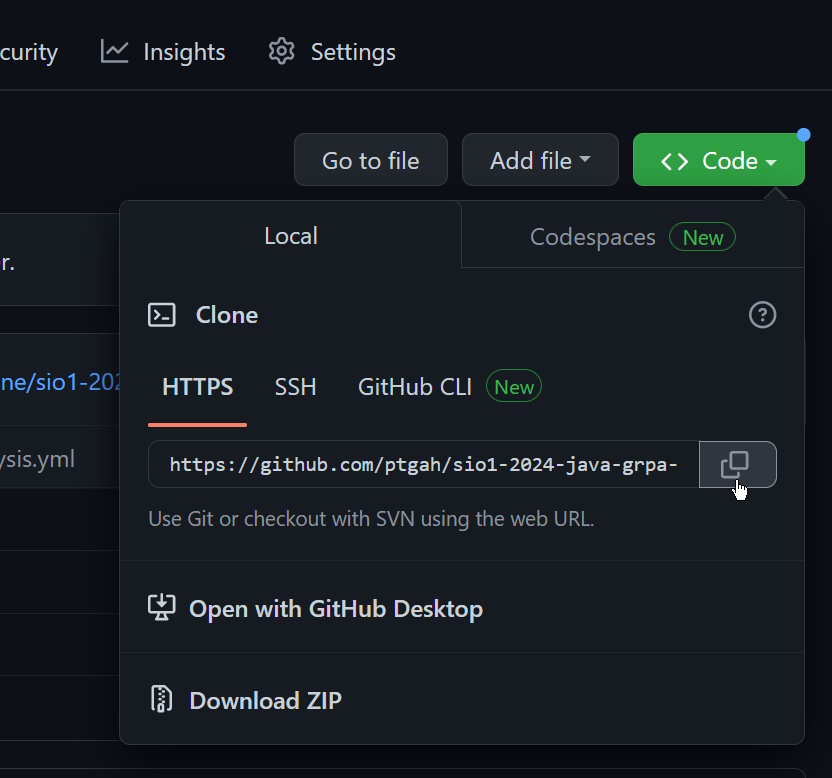 curity Insights Settings
Go to file Add file <> Code
Local Codespaces New
r.
Clone
ne/sio1-202
HTTPS SSH GitHub CLI New
ysis.yml
https://github.com/ptgah/sio1-2024-java-grpa-
Use Git or checkout with SVN using the web URL.
Open with GitHub Desktop
Download ZIP